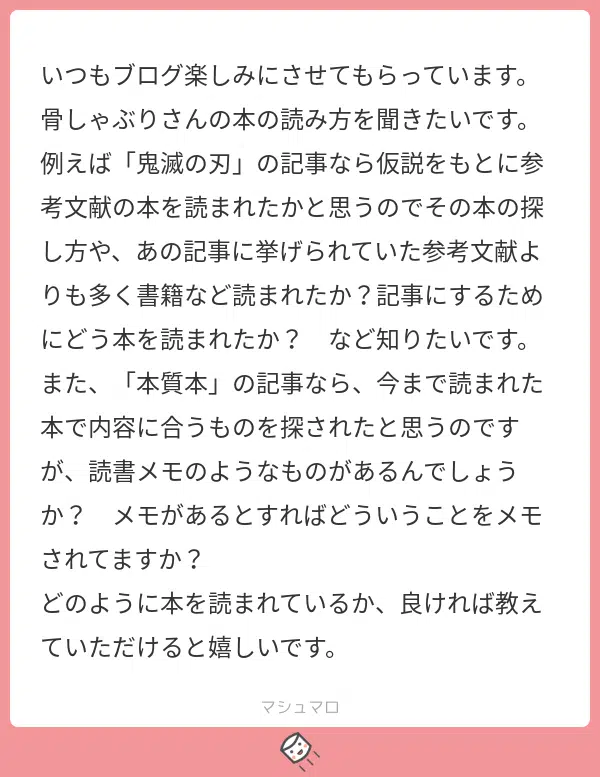 いつもブログ楽しみにさせてもらっています。
骨しゃぶりさんの本の読み方を聞きたいです。
例えば「鬼滅の刃」の記事なら仮説をもとに参
考文献の本を読まれたかと思うのでその本の探
し方や、あの記事に挙げられていた参考文献よ
りも多く書籍など読まれたか？記事にするため
にどう本を読まれたか？　など知りたいです。
また、「本質本」の記事なら、今まで読まれた
本で内容に合うものを探されたと思うのです
が、読書メモのようなものがあるんでしょう
か？　メモがあるとすればどういうことをメモ
されてますか？
どのように本を読まれているか、良ければ教え
ていただけると嬉しいです。
マシュマロ